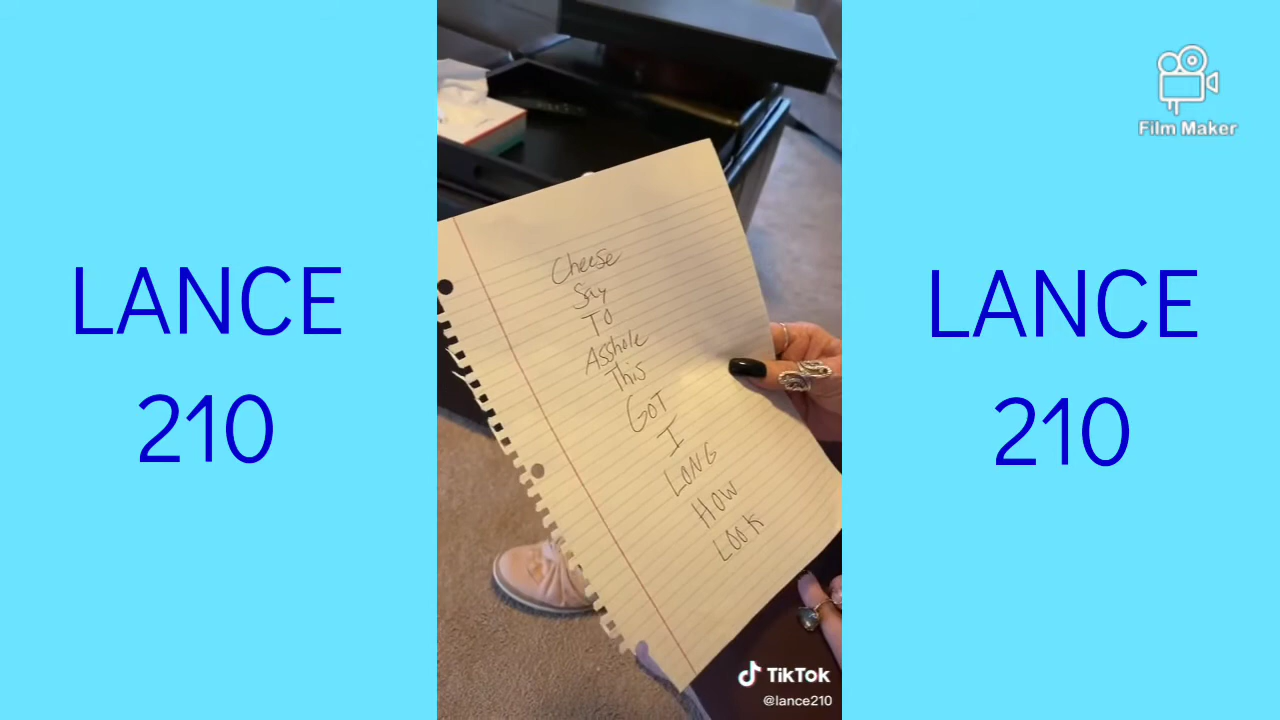 LANCE
210
Cheese
Say
To
Asshole
This
GOT
I
LONG
HOW
LOOK
LANCE
210
Film Maker
TikTok
@lance210